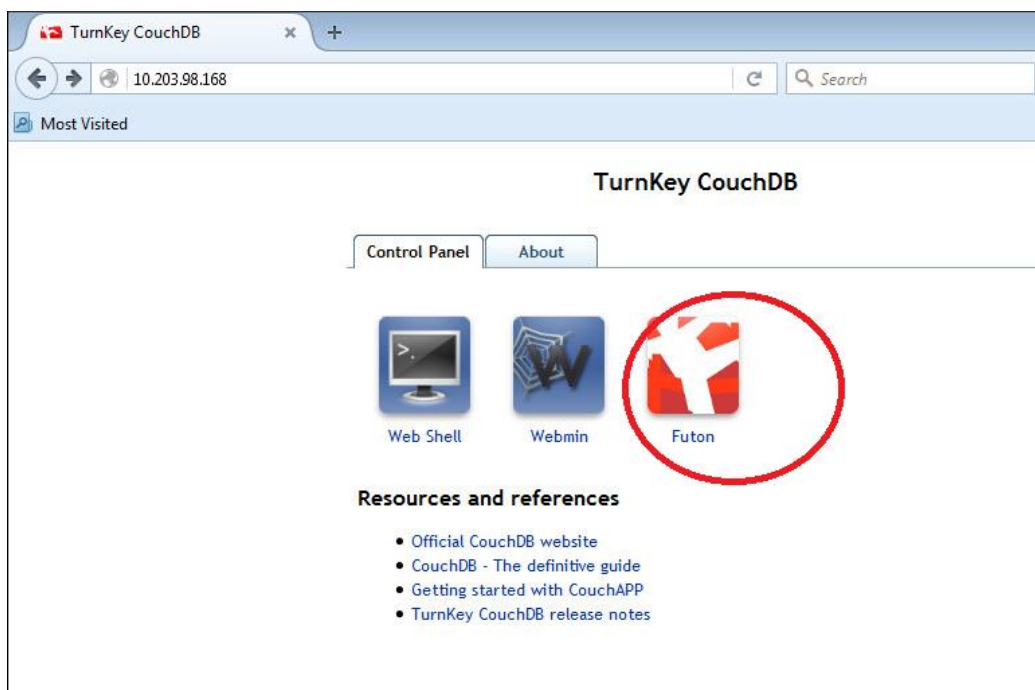 TurnKey CouchDB
10.203.98.168
Search
Most Visited
TurnKey CouchDB
Control Panel
About
>.
W
Web Shell
Webmin
Futon
Resources and references
Official CouchDB website
CouchDB - The definitive guide
Getting started with CouchAPP
TurnKey CouchDB release notes